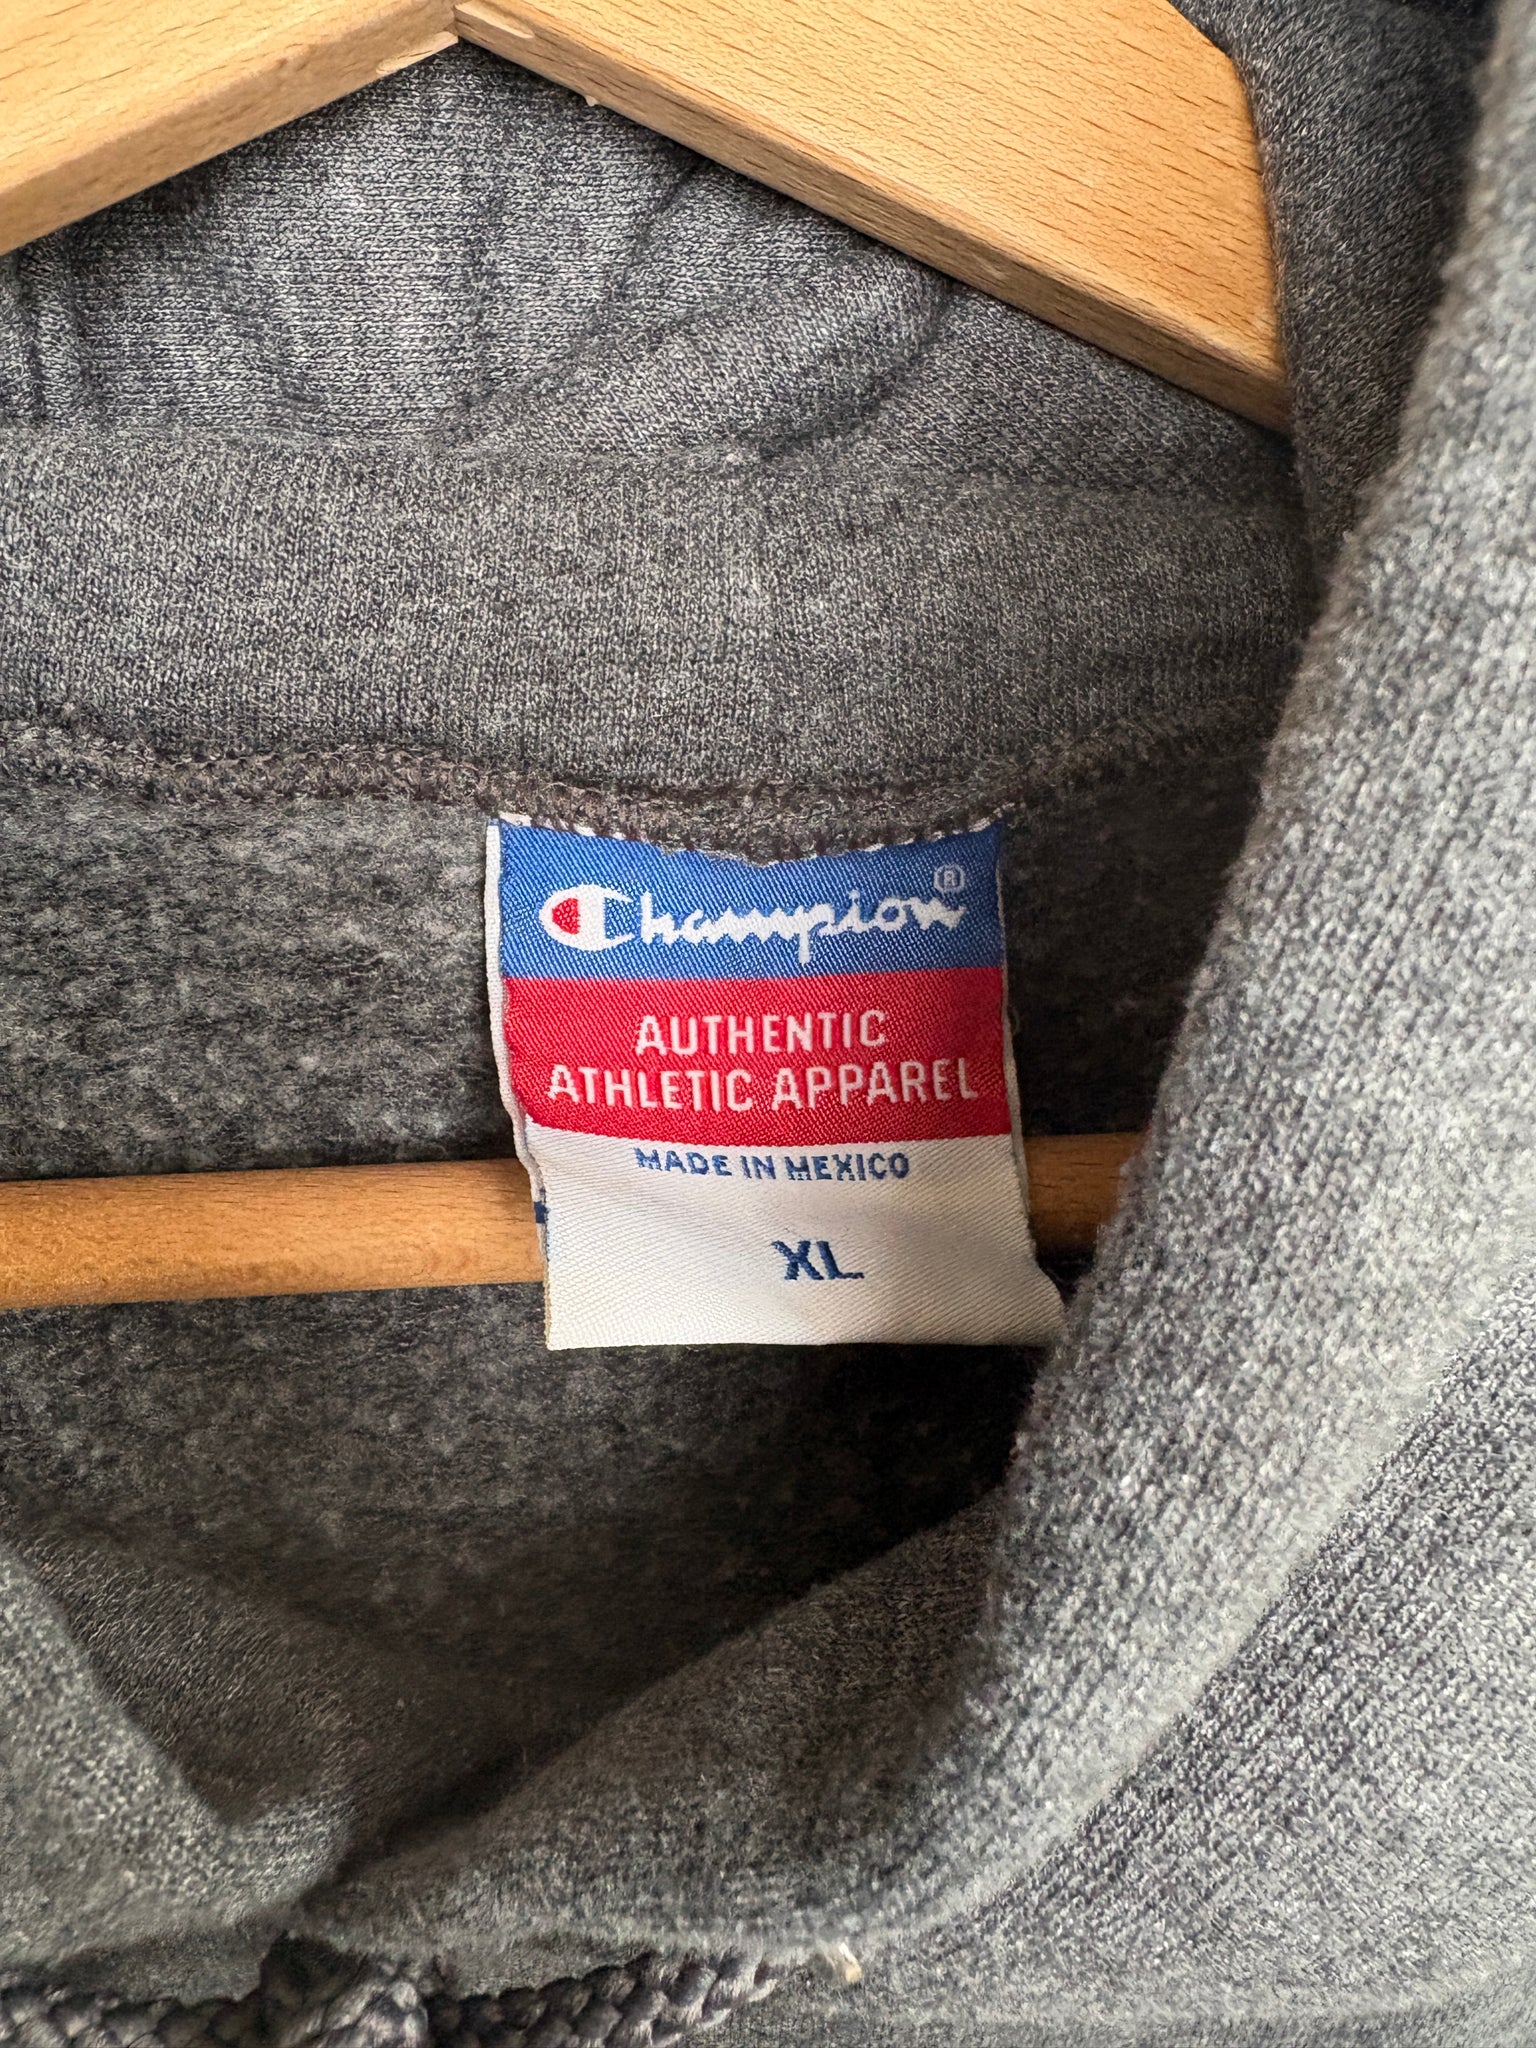 Champion®
AUTHENTIC
ATHLETIC APPAREL
MADE IN MEXICO
XL